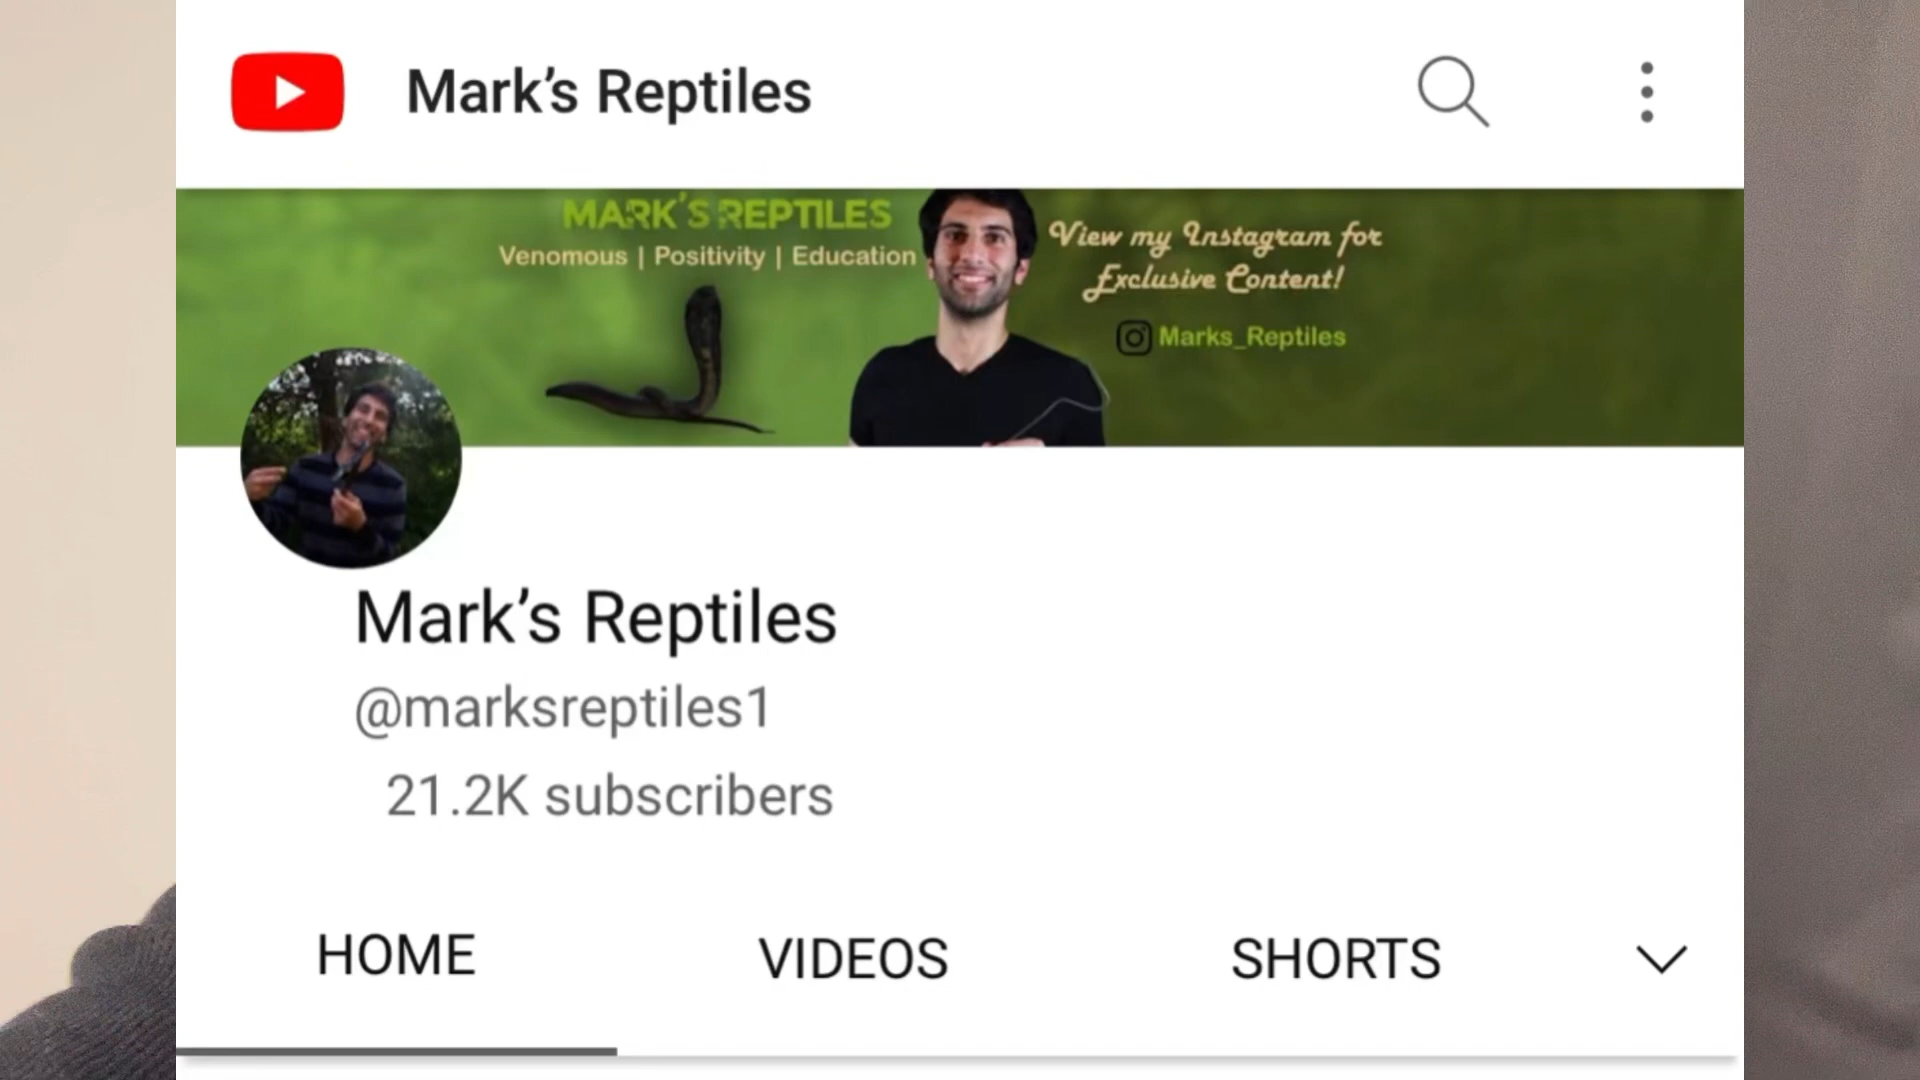 Mark's Reptiles
MARK'S REPTILES
Venomous | Positivity | Education
View my Instagram for
Exclusive Content!
Marks_Reptiles
Mark's Reptiles
@marksreptiles1
21.2K subscribers
HOME
VIDEOS
SHORTS